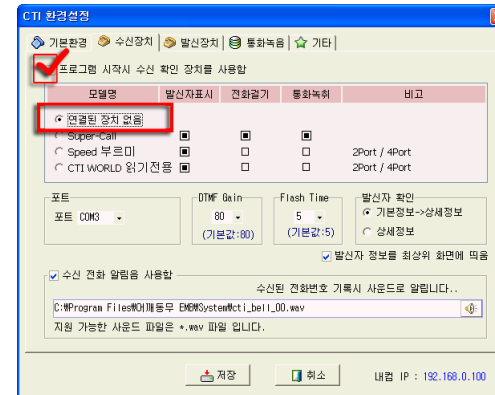 CTI 환경설정
기본환경 수신장치 발신장치 통화녹음 기타
프로그램 시작시 수신 확인 장치를 사용함
모델명 발신자표시 전화걸기 통화녹취 비고
연결된 장치 없음
Super-Call
Speed 부르미 2Port / 4Port
CTI WORLD 읽기전용 2Port / 4Port
포트 DTMF Gain Flash Time 발신자 확인
포트 COM3 80 5 기본정보->상세정보
(기본값:80) (기본값:5) 상세정보
발신자 정보를 최상위 화면에 띄움
수신 전화 알림음 사용함
수신된 전화번호 기록시 사운드로 알립니다..
C:₩Program Files₩어깨동무 EMB₩System₩cti_bell_00.wav
지원 가능한 사운드 파일은 *.wav 파일 입니다.
저장 취소 내컴 IP : 192.168.0.100